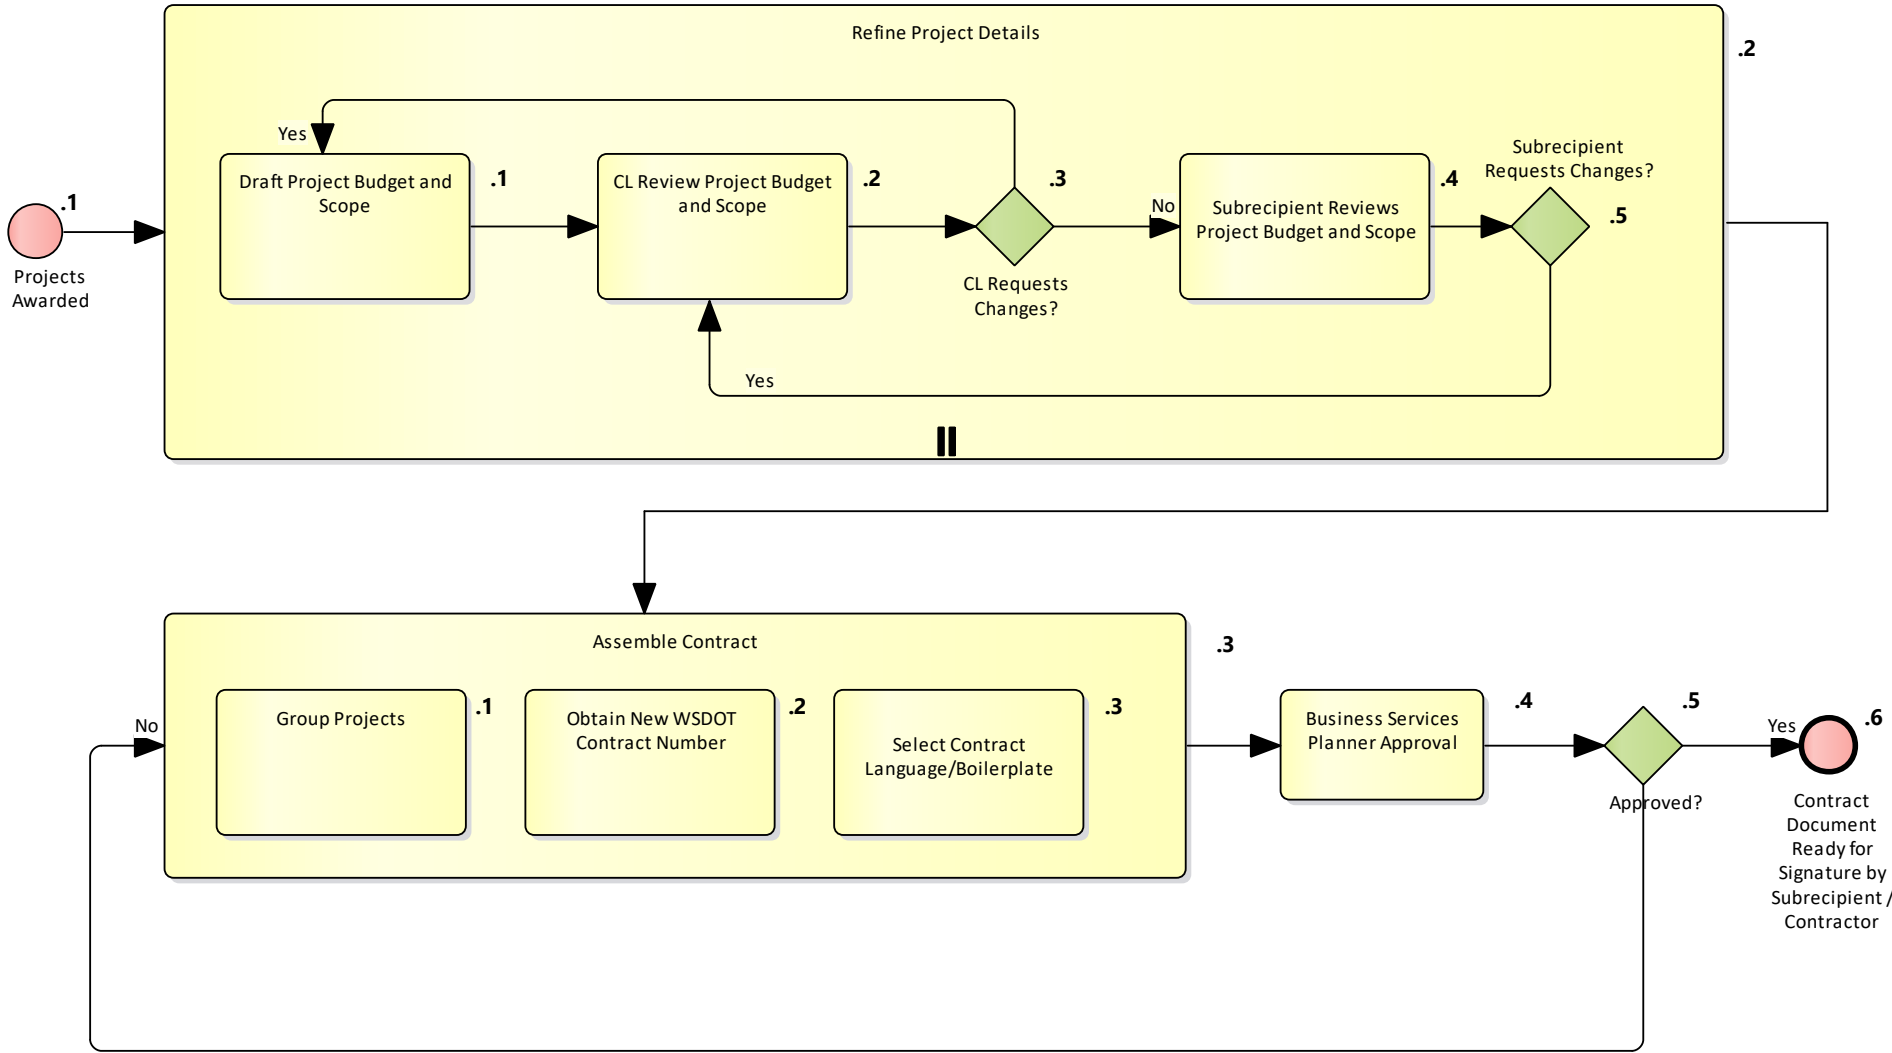 Refine Project Details
.2
Yes
Draft Project Budget and
Scope
.1
CL Review Project Budget
and Scope
.2
.3
CL Requests
Changes?
No
Subrecipient Reviews
Project Budget and Scope
.4
Subrecipient
Requests Changes?
.5
Yes
.1
Projects
Awarded
Assemble Contract
.3
No
Group Projects
.1
Obtain New WSDOT
Contract Number
.2
Select Contract
Language/Boilerplate
.3
Business Services
Planner Approval
.4
.5
Approved?
Yes
.6
Contract
Document
Ready for
Signature by
Subrecipient /
Contractor